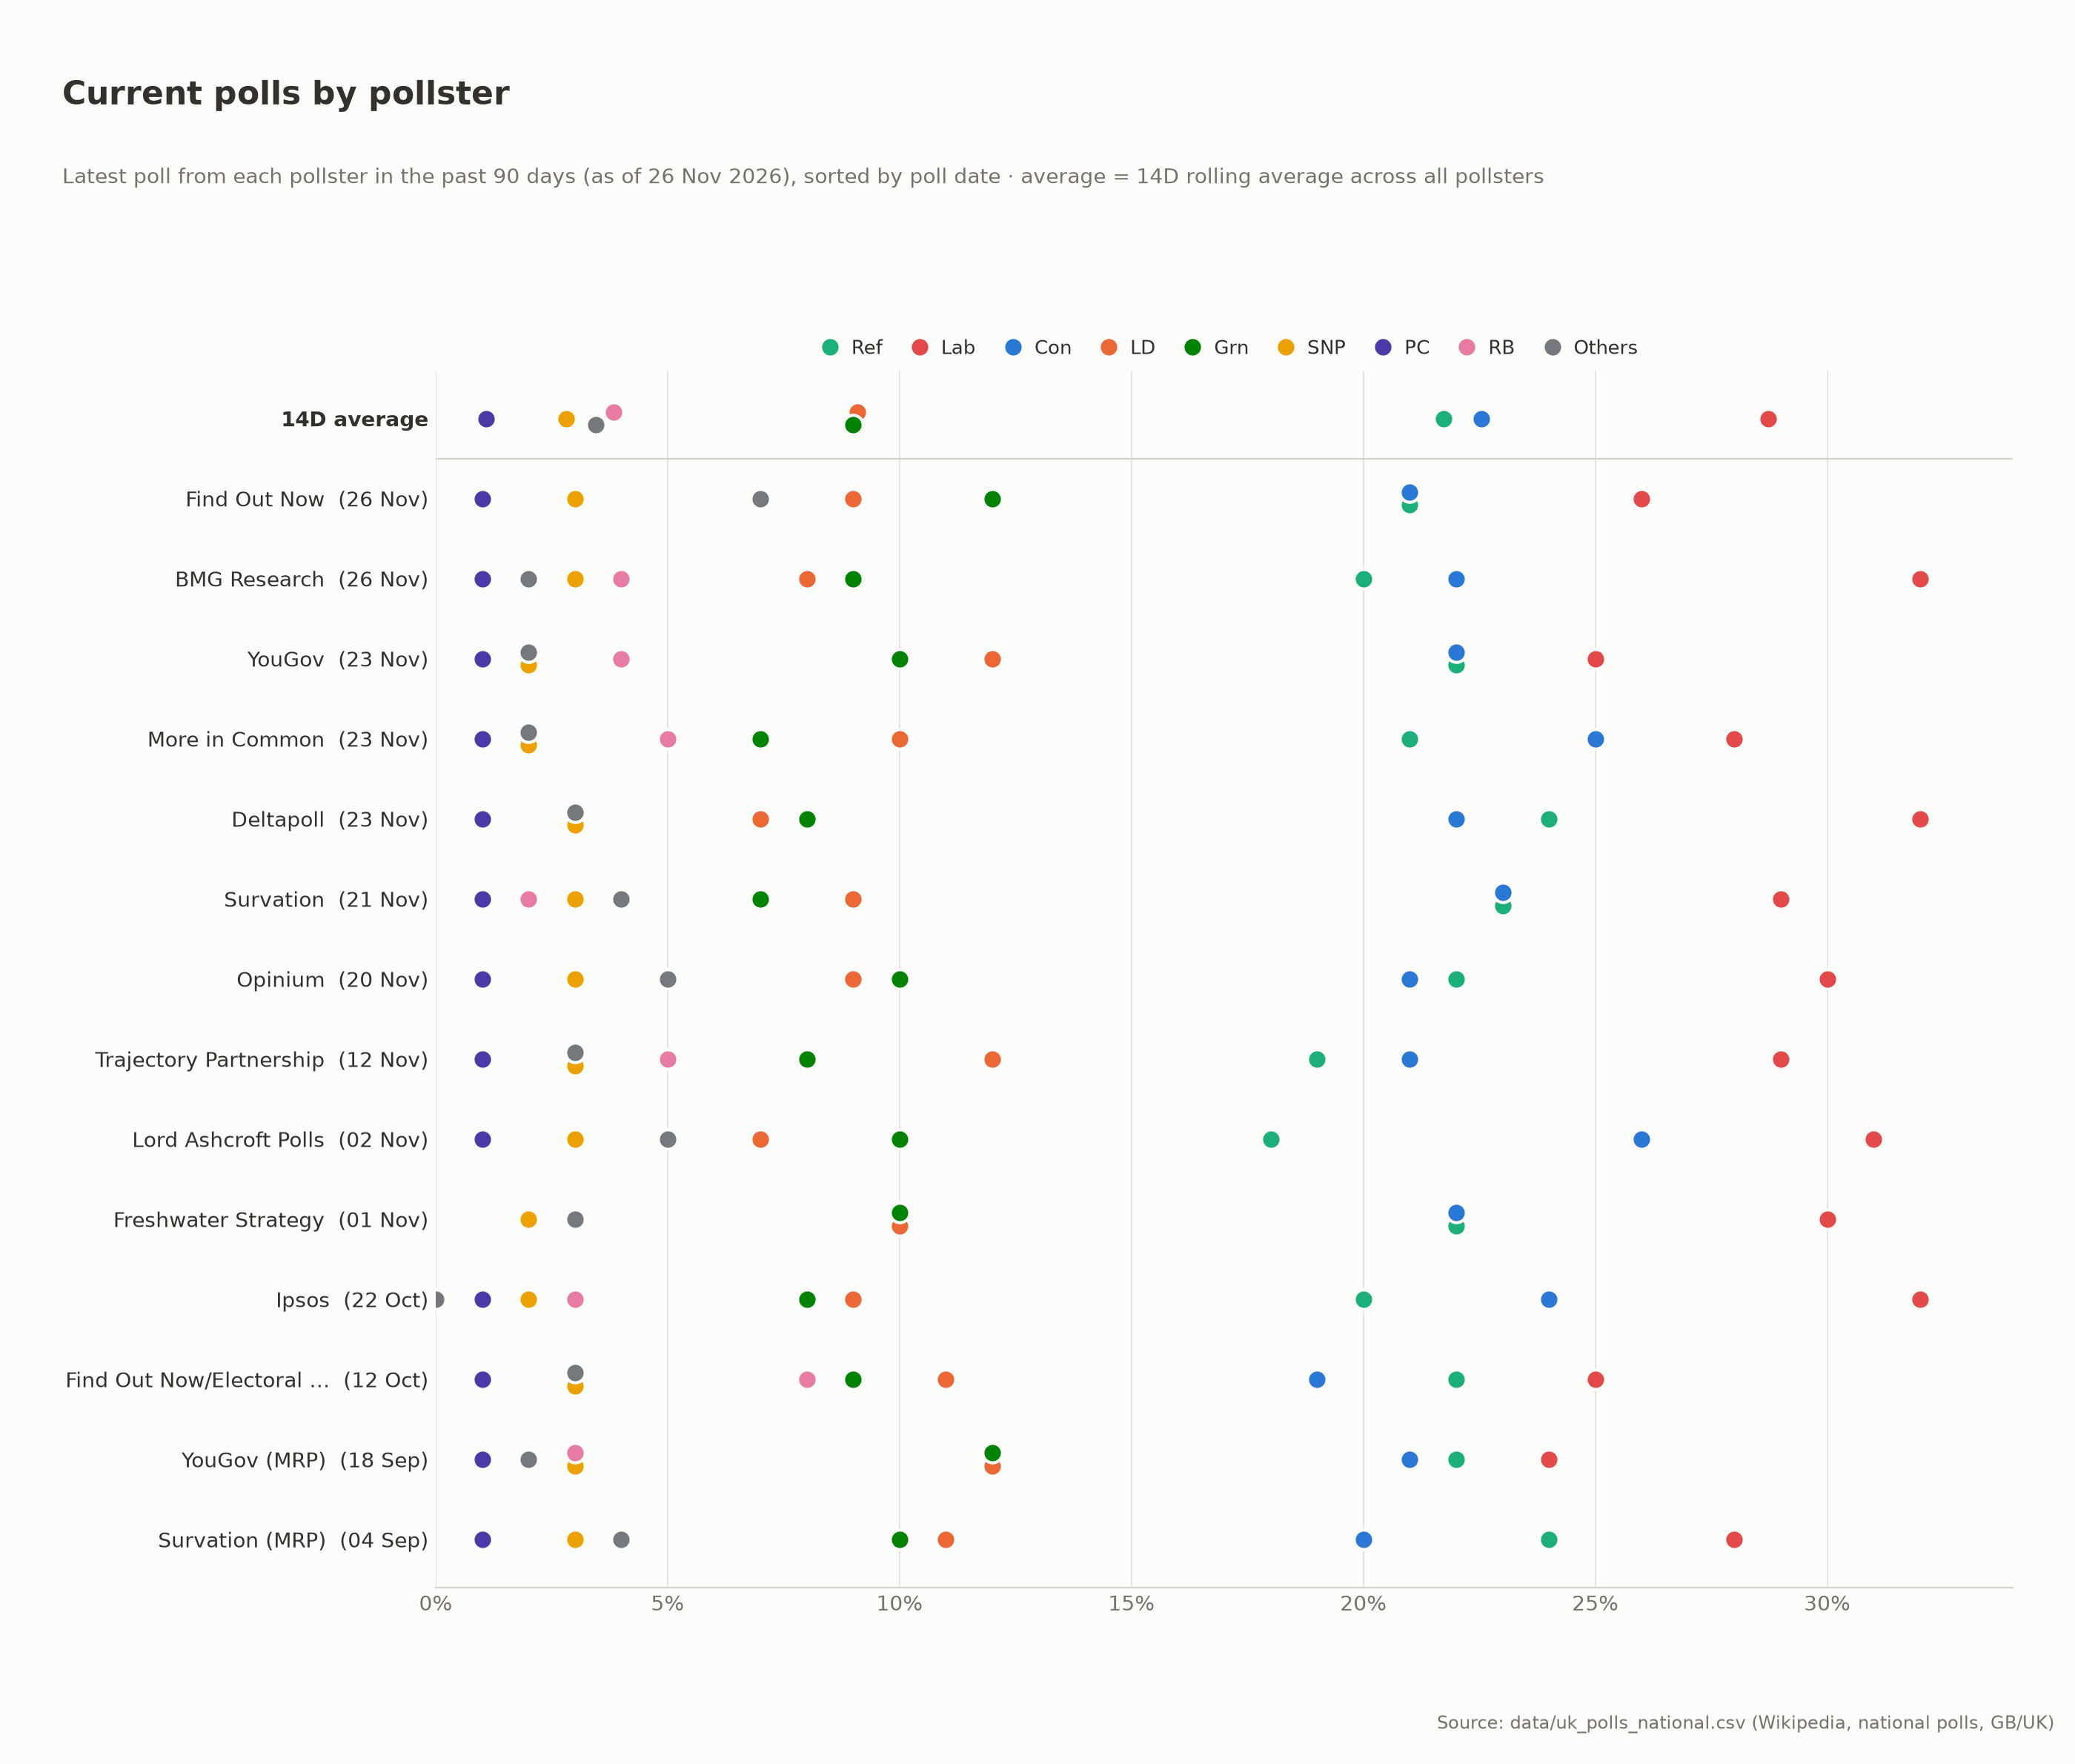 Current polls by pollster
Latest poll from each pollster in the past 90 days (as of 26 Nov 2026), sorted by poll date · average = 14D rolling average across all pollsters
Ref Lab Con LD Grn SNP PC RB Others
14D average
Find Out Now (26 Nov)
BMG Research (26 Nov)
YouGov (23 Nov)
More in Common (23 Nov)
Deltapoll (23 Nov)
Survation (21 Nov)
Opinium (20 Nov)
Trajectory Partnership (12 Nov)
Lord Ashcroft Polls (02 Nov)
Freshwater Strategy (01 Nov)
Ipsos (22 Oct)
Find Out Now/Electoral ... (12 Oct)
YouGov (MRP) (18 Sep)
Survation (MRP) (04 Sep)
0% 5% 10% 15% 20% 25% 30%
Source: data/uk_polls_national.csv (Wikipedia, national polls, GB/UK)